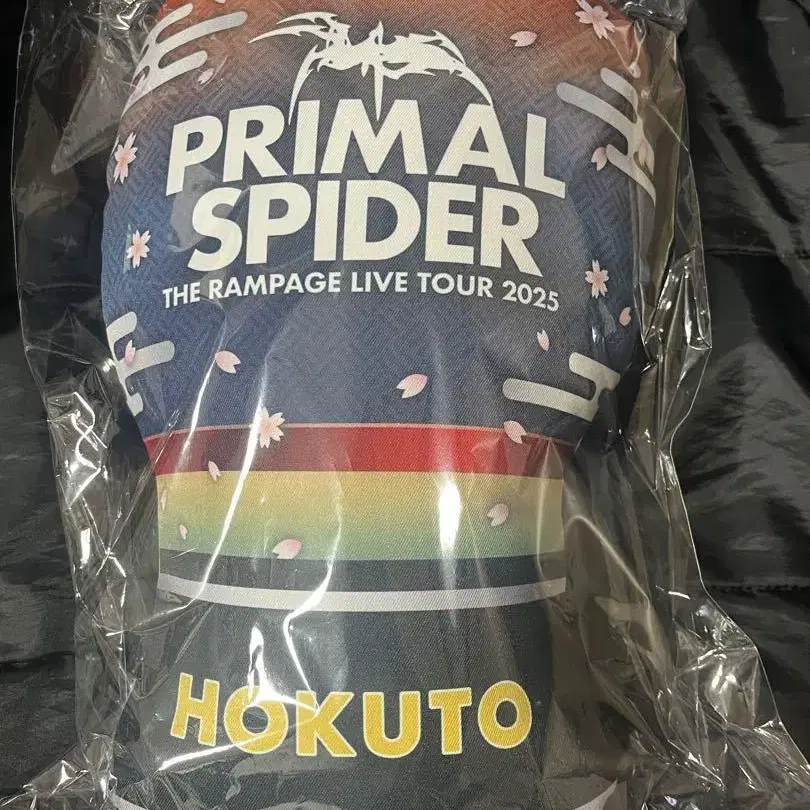 PRIMAL
SPIDER
THE RAMPAGE LIVE TOUR 2025
HOKUTO